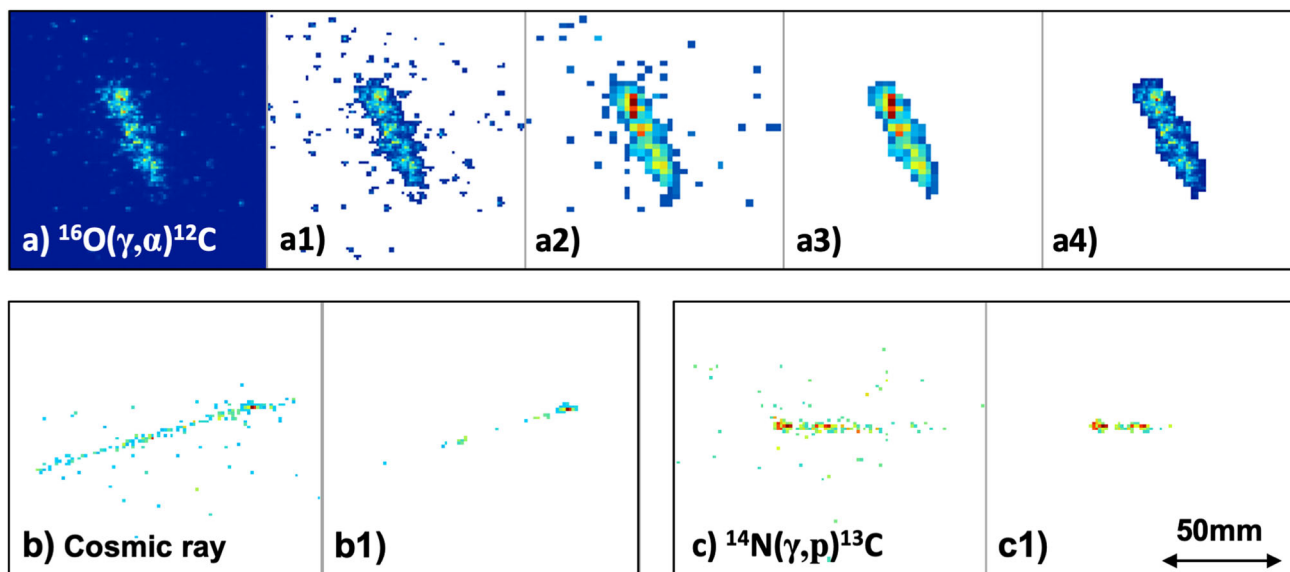 a) ¹⁶O(γ,α)¹²C
a1)
a2)
a3)
a4)
b) Cosmic ray
b1)
c) ¹⁴N(γ,p)¹³C
c1)
50mm